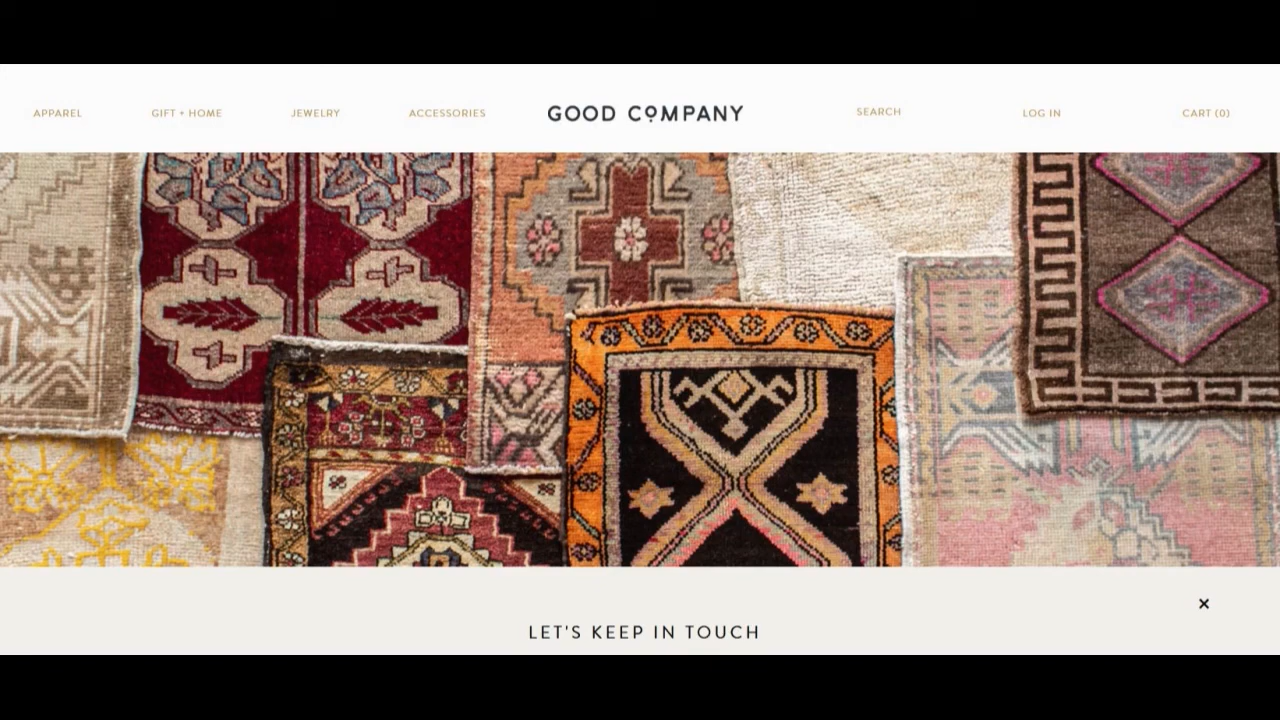 APPAREL GIFT + HOME JEWELRY ACCESSORIES GOOD COMPANY SEARCH LOG IN CART (0)
×
LET'S KEEP IN TOUCH